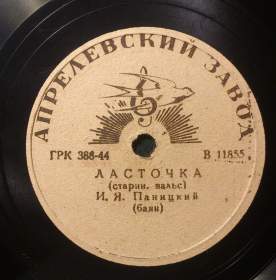 АПРЕЛЕВСКИЙ ЗАВОД
ГРК 388-44 В 11855
ЛАСТОЧКА
(старин. вальс)
И. Я. Паницкий
(баян)